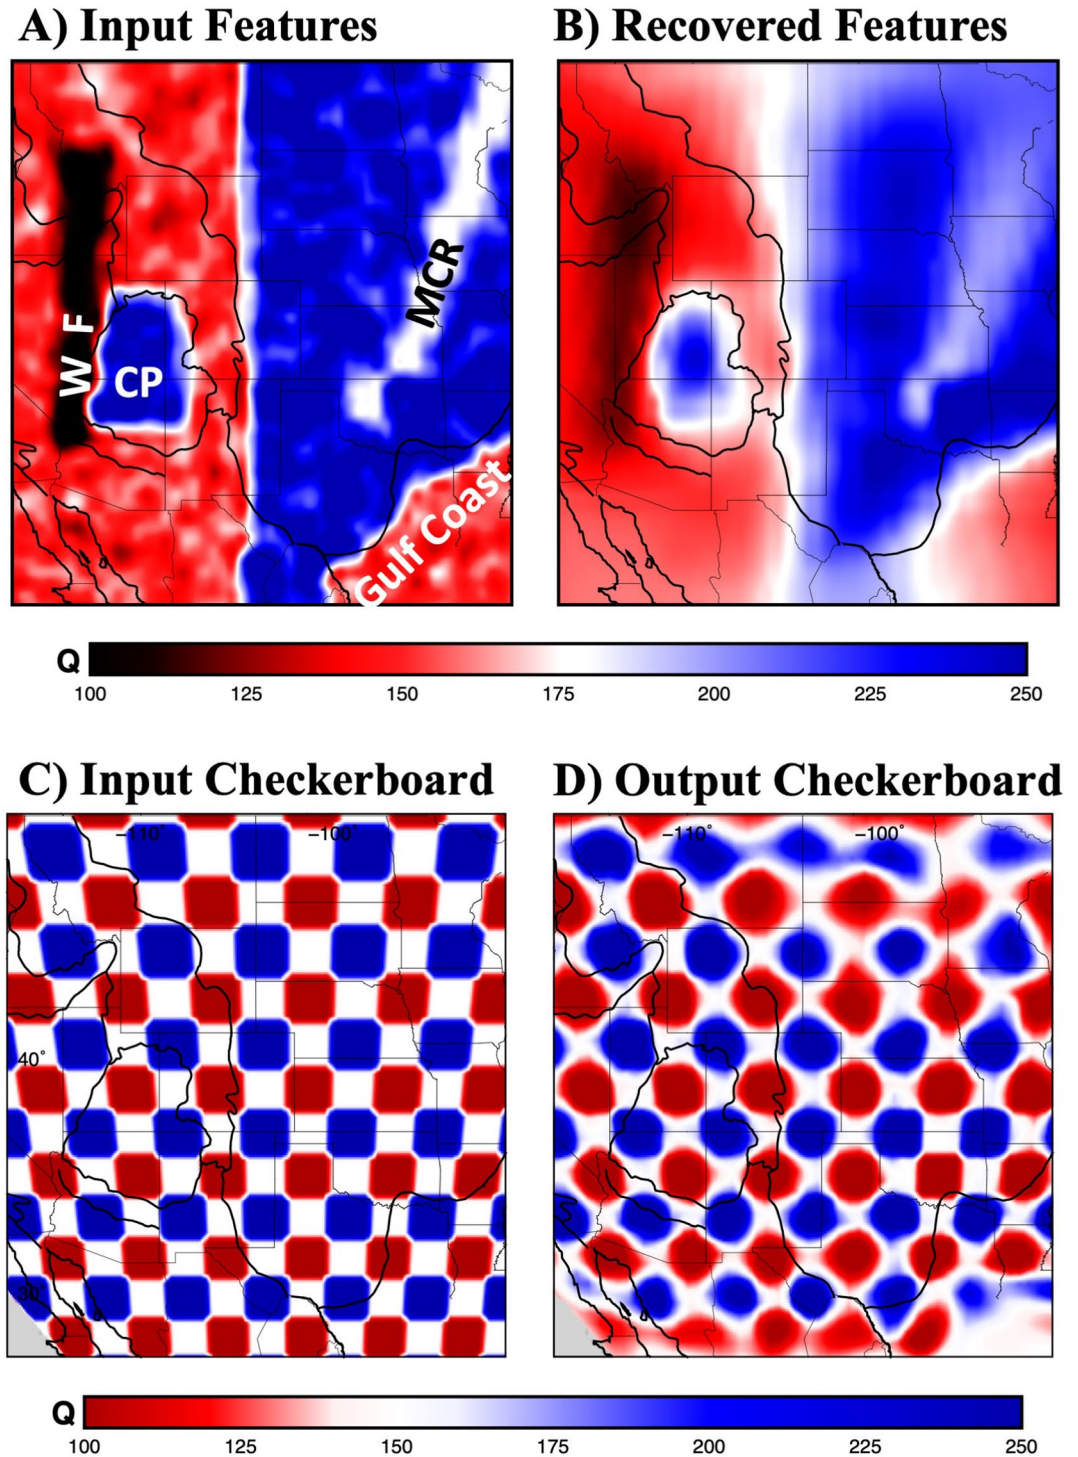 A) Input Features
B) Recovered Features
MCR
W F
CP
Gulf Coast
Q
100 125 150 175 200 225 250
C) Input Checkerboard
D) Output Checkerboard
-110° -100°
-110° -100°
40°
30°
Q
100 125 150 175 200 225 250